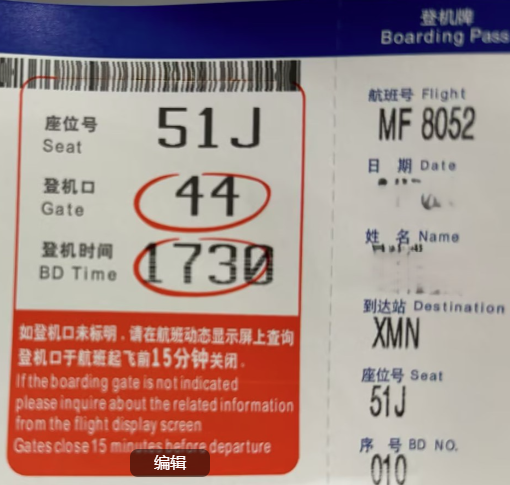 登机牌
Boarding Pass
座位号
Seat
51J
登机口
Gate
44
登机时间
BD Time
1730
如登机口未标明，请在航班动态显示屏上查询
登机口于航班起飞前15分钟关闭.
If the boarding gate is not indicated
please inquire about the related information
from the flight display screen
Gates close 15 minutes before departure
航班号 Flight
MF 8052
日 期 Date
姓 名 Name
到达站 Destination
XMN
座位号 Seat
51J
序 号 BD NO.
010
编辑